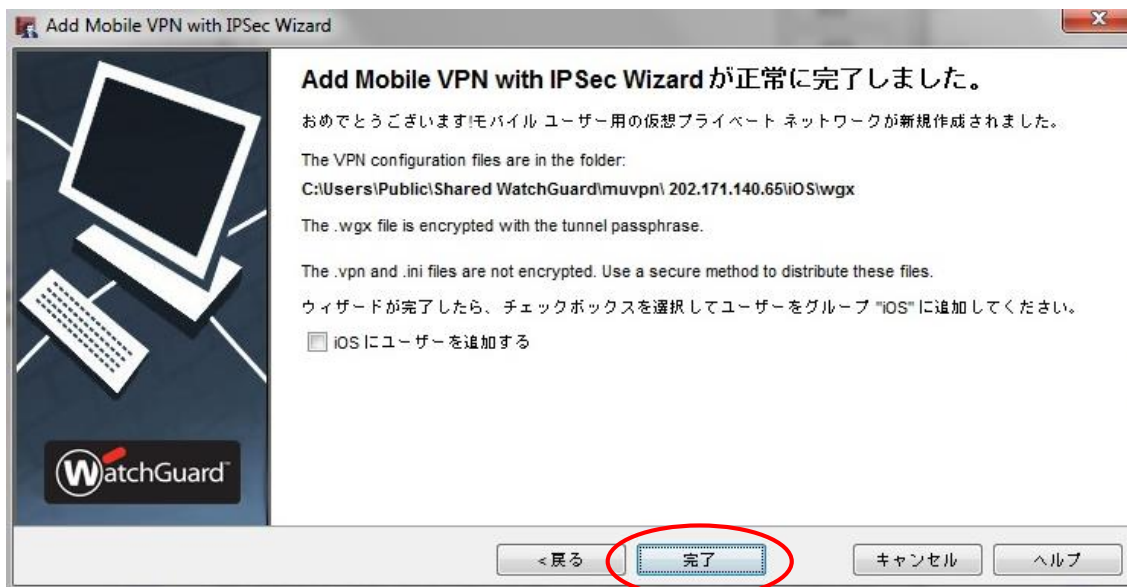 Add Mobile VPN with IPSec Wizard
Add Mobile VPN with IPSec Wizard が正常に完了しました。
おめでとうございます!モバイル ユーザー用の仮想プライベート ネットワークが新規作成されました。
The VPN configuration files are in the folder:
C:\Users\Public\Shared WatchGuard\muvpn\ 202.171.140.65\iOS\wgx
The .wgx file is encrypted with the tunnel passphrase.
The .vpn and .ini files are not encrypted. Use a secure method to distribute these files.
ウィザードが完了したら、チェックボックスを選択してユーザーをグループ "iOS" に追加してください。
iOS にユーザーを追加する
WatchGuard
<戻る
完了
キャンセル
ヘルプ